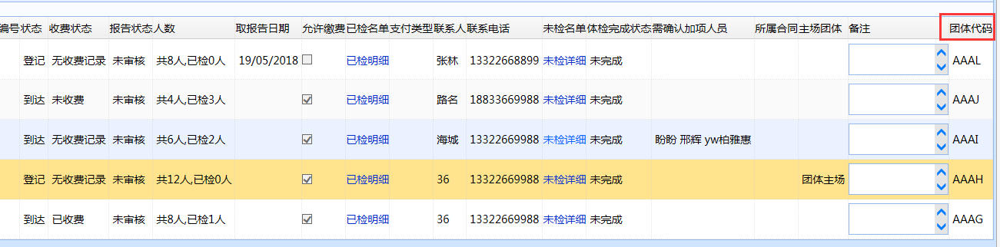 编号状态 收费状态 报告状态人数 取报告日期 允许缴费已检名单支付类型联系人联系电话 未检名单体检完成状态需确认加项人员 所属合同主场团体 备注 团体代码
登记 无收费记录 未审核 共8人,已检0人 19/05/2018 已检明细 张林 13322668899 未检详细 未完成 AAAL
到达 未收费 未审核 共4人,已检3人 已检明细 路名 18833669988 未检详细 未完成 AAAJ
到达 无收费记录 未审核 共6人,已检2人 已检明细 海城 13322669988 未检详细 未完成 盼盼 邢辉 yw柏雅惠 AAAI
登记 无收费记录 未审核 共12人,已检0人 已检明细 36 13322669988 未检详细 未完成 团体主场 AAAH
到达 已收费 未审核 共8人,已检1人 已检明细 36 13322669988 未检详细 未完成 AAAG